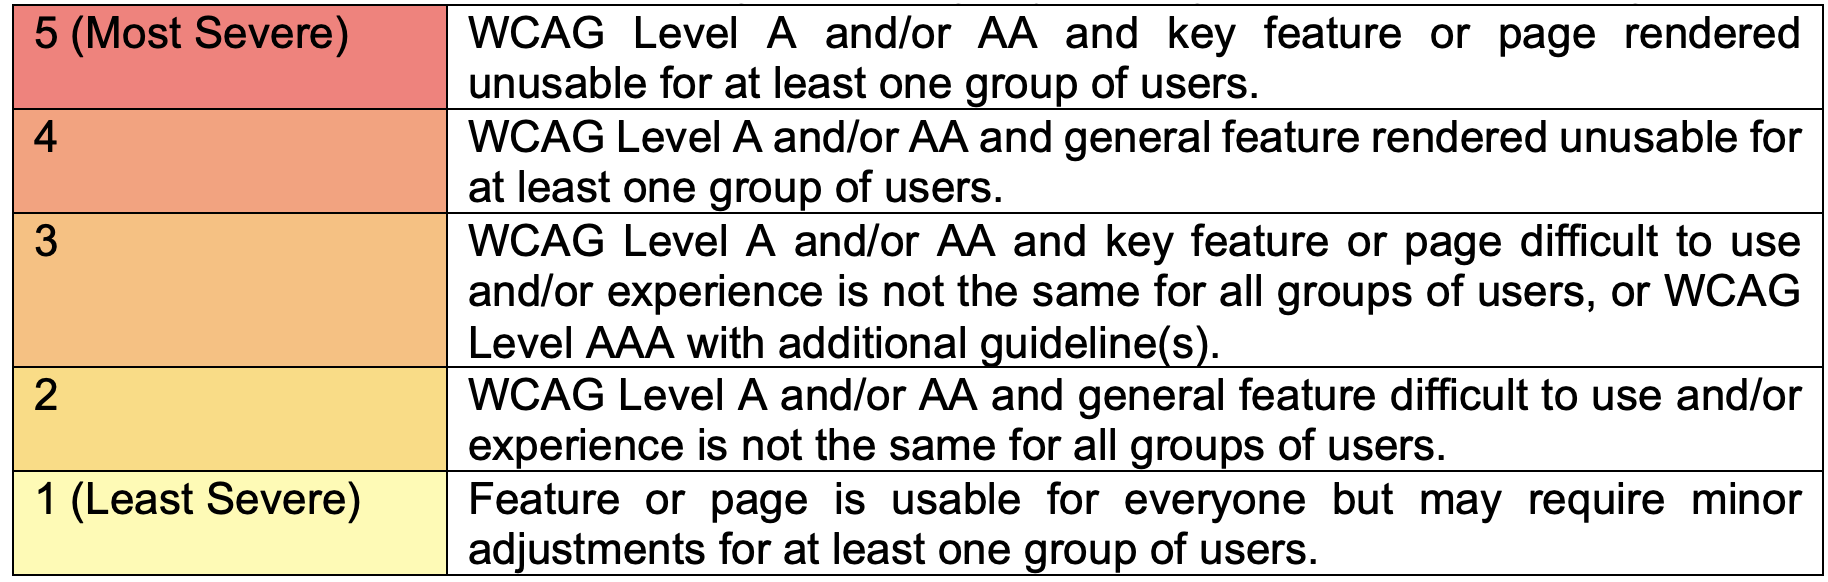 5 (Most Severe)
WCAG Level A and/or AA and key feature or page rendered
unusable for at least one group of users.
4
WCAG Level A and/or AA and general feature rendered unusable for
at least one group of users.
3
WCAG Level A and/or AA and key feature or page difficult to use
and/or experience is not the same for all groups of users, or WCAG
Level AAA with additional guideline(s).
2
WCAG Level A and/or AA and general feature difficult to use and/or
experience is not the same for all groups of users.
1 (Least Severe)
Feature or page is usable for everyone but may require minor
adjustments for at least one group of users.